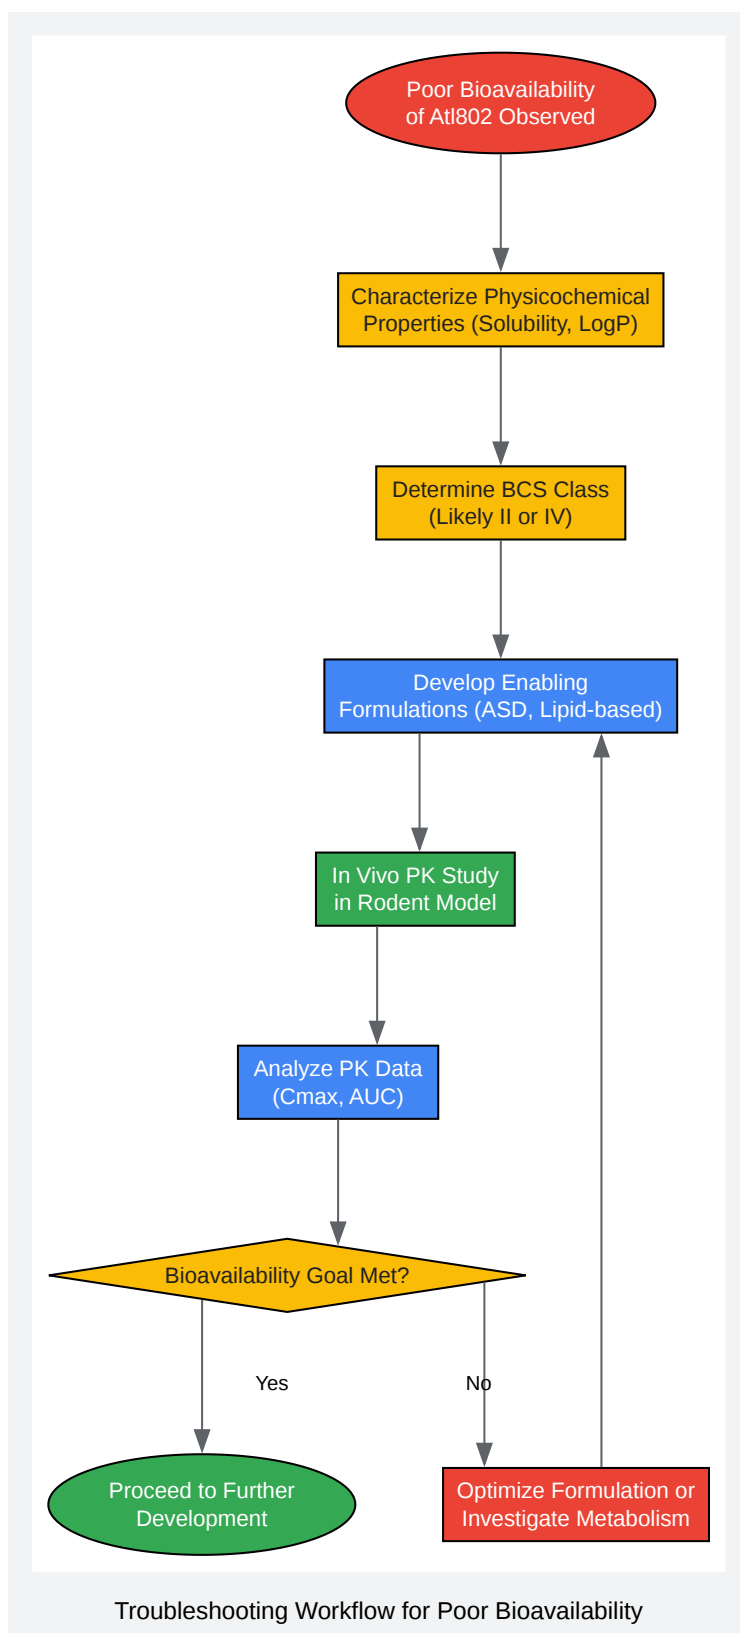 Poor Bioavailability
of Atl802 Observed
Characterize Physicochemical
Properties (Solubility, LogP)
Determine BCS Class
(Likely II or IV)
Develop Enabling
Formulations (ASD, Lipid-based)
In Vivo PK Study
in Rodent Model
Analyze PK Data
(Cmax, AUC)
Bioavailability Goal Met?
Yes
No
Proceed to Further
Development
Optimize Formulation or
Investigate Metabolism
Troubleshooting Workflow for Poor Bioavailability